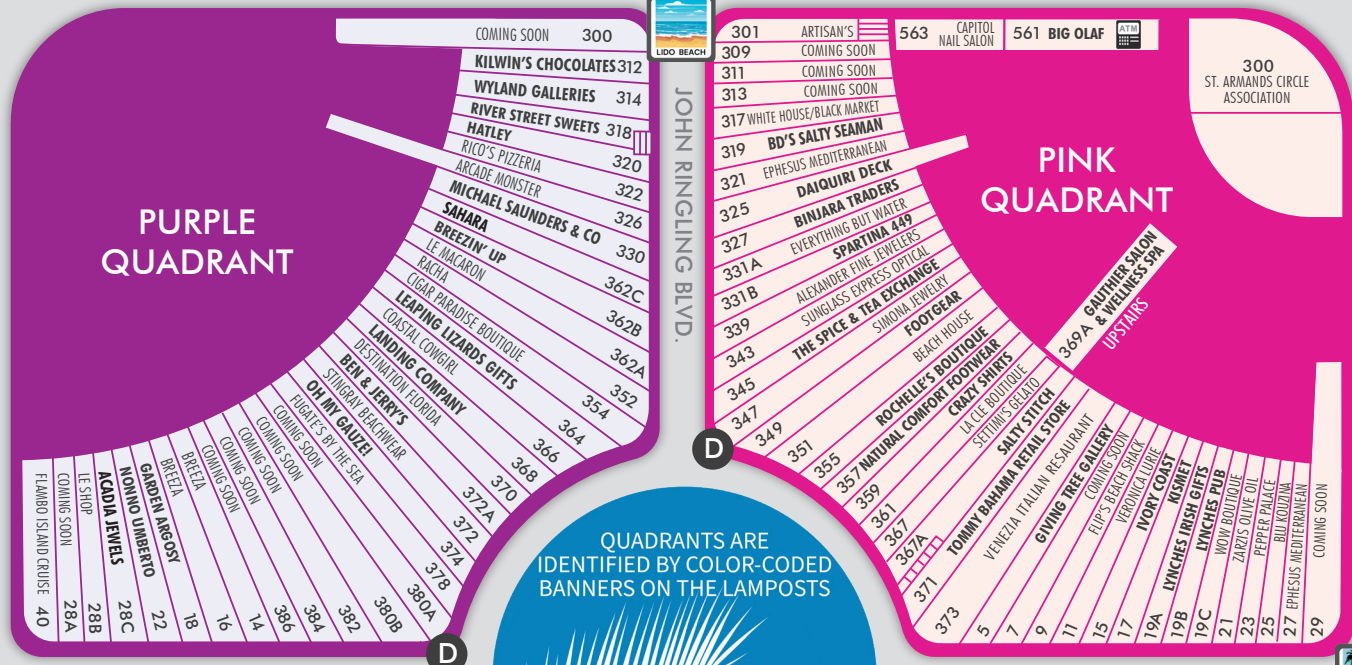 COMING SOON 300
KILWIN'S CHOCOLATES 312
WYLAND GALLERIES 314
RIVER STREET SWEETS 318
HATLEY 320
RICO'S PIZZERIA 322
ARCADE MONSTER 326
MICHAEL SAUNDERS & CO 330
SAHARA 362C
BREEZIN' UP 362B
LE MACARON 362A
RACHA 352
CIGAR PARADISE BOUTIQUE 354
LEAPING LIZARDS GIFTS 364
COASTAL COWGIRL 366
LANDING COMPANY 368
DESTINATION FLORIDA 370
BEN & JERRY'S 372A
STINGRAY BEACHWEAR 372
OH MY GAUZE! 374
FUGATE'S BY THE SEA 378
COMING SOON 380A
COMING SOON 380B
COMING SOON 382
COMING SOON 384
COMING SOON 386
COMING SOON 14
BREEZA 16
BREEZA 18
GARDEN ARGOSY 22
NONNO UMBERTO 28C
ACADIA JEWELS
LE SHOP 28B
COMING SOON 28A
FLAMBO ISLAND CRUISE 40
PURPLE
QUADRANT
D
LIDO BEACH
JOHN RINGLING BLVD.
301 ARTISAN'S
309 COMING SOON
311 COMING SOON
313 COMING SOON
317 WHITE HOUSE/BLACK MARKET
319 BD'S SALTY SEAMAN
321 EPHESUS MEDITERRANEAN
325 DAIQUIRI DECK
327 BINJARA TRADERS
331A EVERYTHING BUT WATER
331B SPARTINA 449
339 ALEXANDER FINE JEWELERS
343 SUNGLASS EXPRESS OPTICAL
345 THE SPICE & TEA EXCHANGE
347 SIMONA JEWELRY
349 FOOTGEAR
351 BEACH HOUSE
355 ROCHELLE'S BOUTIQUE
357 NATURAL COMFORT FOOTWEAR
359 CRAZY SHIRTS
361 LA CLE BOUTIQUE
367 SETTIMI'S GELATO
367A SALTY STITCH
371 TOMMY BAHAMA RETAIL STORE
373 VENEZIA ITALIAN RESAURANT
5 GIVING TREE GALLERY
7 COMING SOON
9 FLIP'S BEACH SHACK
11 VERONICA LURIE
15 IVORY COAST
17 KISMET
19A LYNCHES IRISH GIFTS
19B LYNCHES PUB
19C WOW BOUTIQUE
21 ZARZIS OLIVE OIL
23 PEPPER PALACE
25 BLU KOUZINA
27 EPHESUS MEDITERRANEAN
29 COMING SOON
563 CAPITOL
NAIL SALON
561 BIG OLAF
ATM
300
ST. ARMANDS CIRCLE
ASSOCIATION
PINK
QUADRANT
369A GAUTHIER SALON
& WELLNESS SPA
UPSTAIRS
D
QUADRANTS ARE
IDENTIFIED BY COLOR-CODED
BANNERS ON THE LAMPOSTS